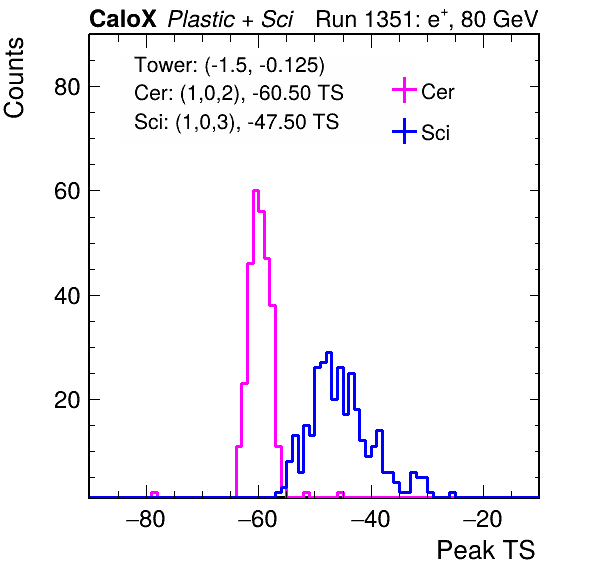 CaloX Plastic + Sci Run 1351: e+, 80 GeV
Counts
Tower: (-1.5, -0.125)
Cer: (1,0,2), -60.50 TS
Sci: (1,0,3), -47.50 TS
Cer
Sci
80
60
40
20
−80 −60 −40 −20
Peak TS